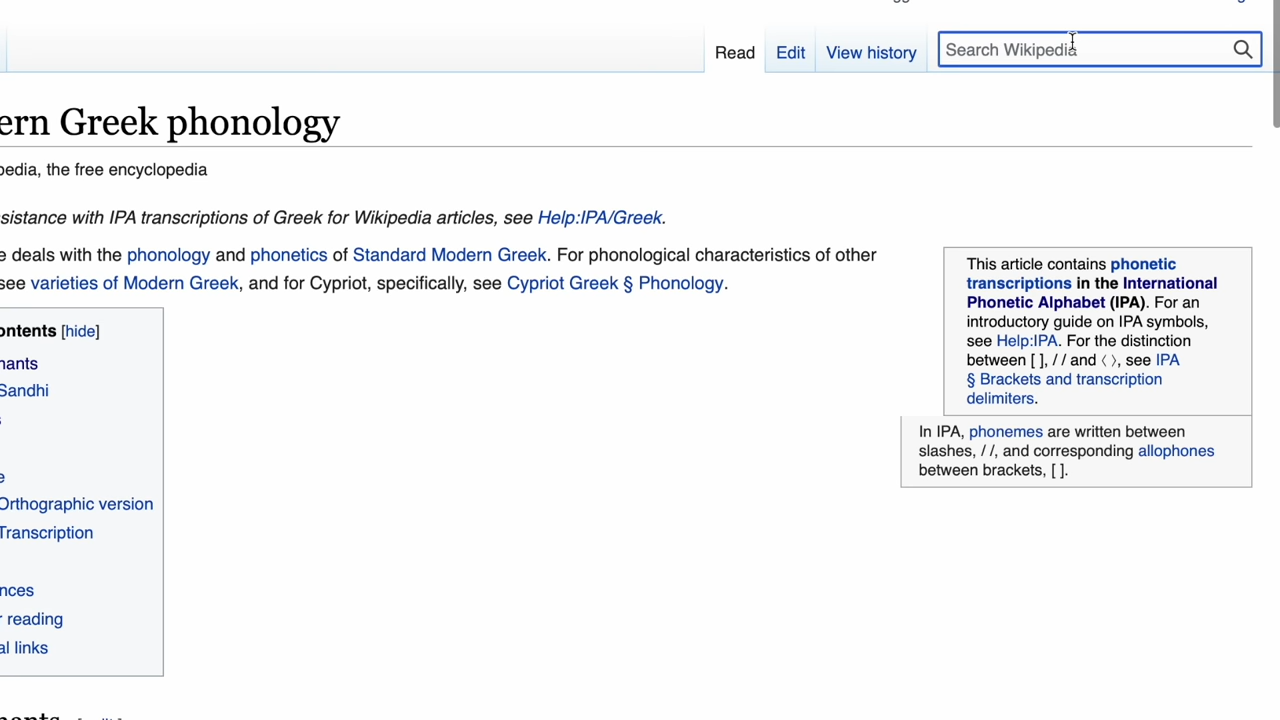 Read Edit View history Search Wikipedia
ern Greek phonology
pedia, the free encyclopedia
sistance with IPA transcriptions of Greek for Wikipedia articles, see Help:IPA/Greek.
e deals with the phonology and phonetics of Standard Modern Greek. For phonological characteristics of other
see varieties of Modern Greek, and for Cypriot, specifically, see Cypriot Greek § Phonology.
This article contains phonetic
transcriptions in the International
Phonetic Alphabet (IPA). For an
introductory guide on IPA symbols,
see Help:IPA. For the distinction
between [ ], / / and ⟨ ⟩, see IPA
§ Brackets and transcription
delimiters.
In IPA, phonemes are written between
slashes, / /, and corresponding allophones
between brackets, [ ].
ontents [hide]
nants
Sandhi
s
e
Orthographic version
Transcription
nces
r reading
al links